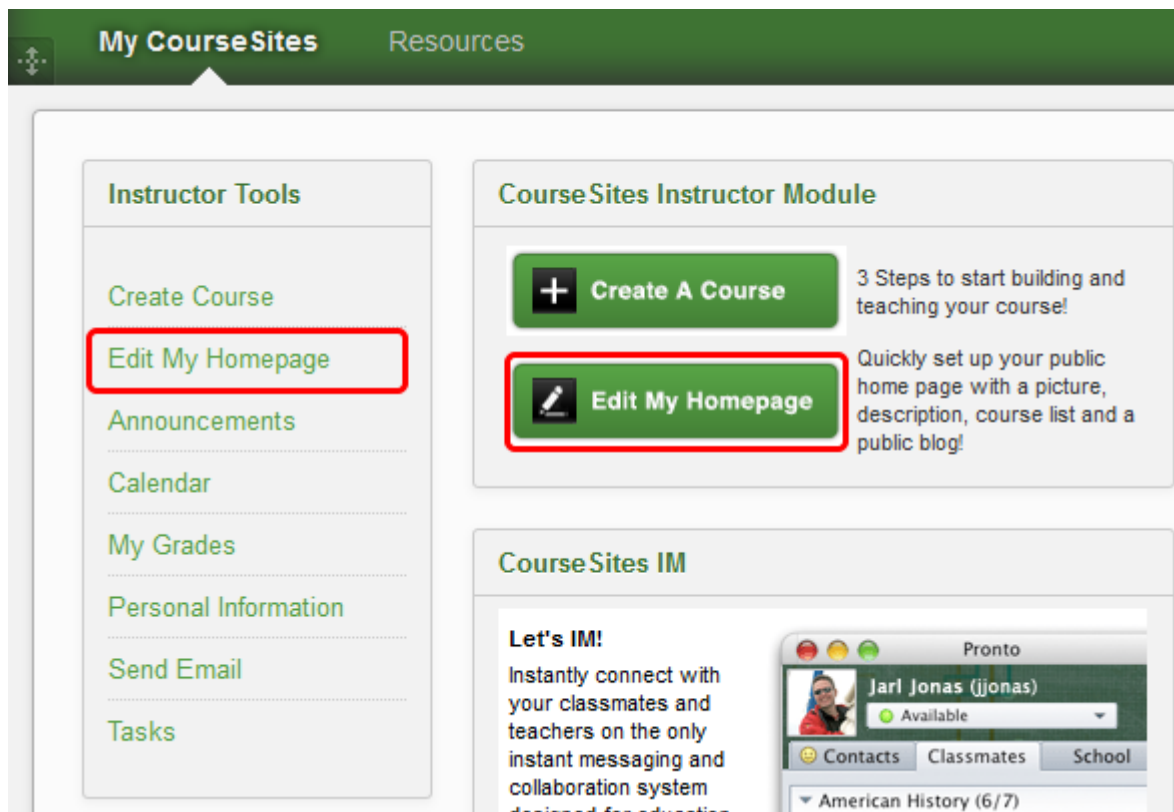 My CourseSites
Resources
Instructor Tools
Create Course
Edit My Homepage
Announcements
Calendar
My Grades
Personal Information
Send Email
Tasks
CourseSites Instructor Module
Create A Course
3 Steps to start building and
teaching your course!
Edit My Homepage
Quickly set up your public
home page with a picture,
description, course list and a
public blog!
CourseSites IM
Let's IM!
Instantly connect with
your classmates and
teachers on the only
instant messaging and
collaboration system
designed for education
Pronto
Jarl Jonas (jjonas)
Available
Contacts
Classmates
School
American History (6/7)